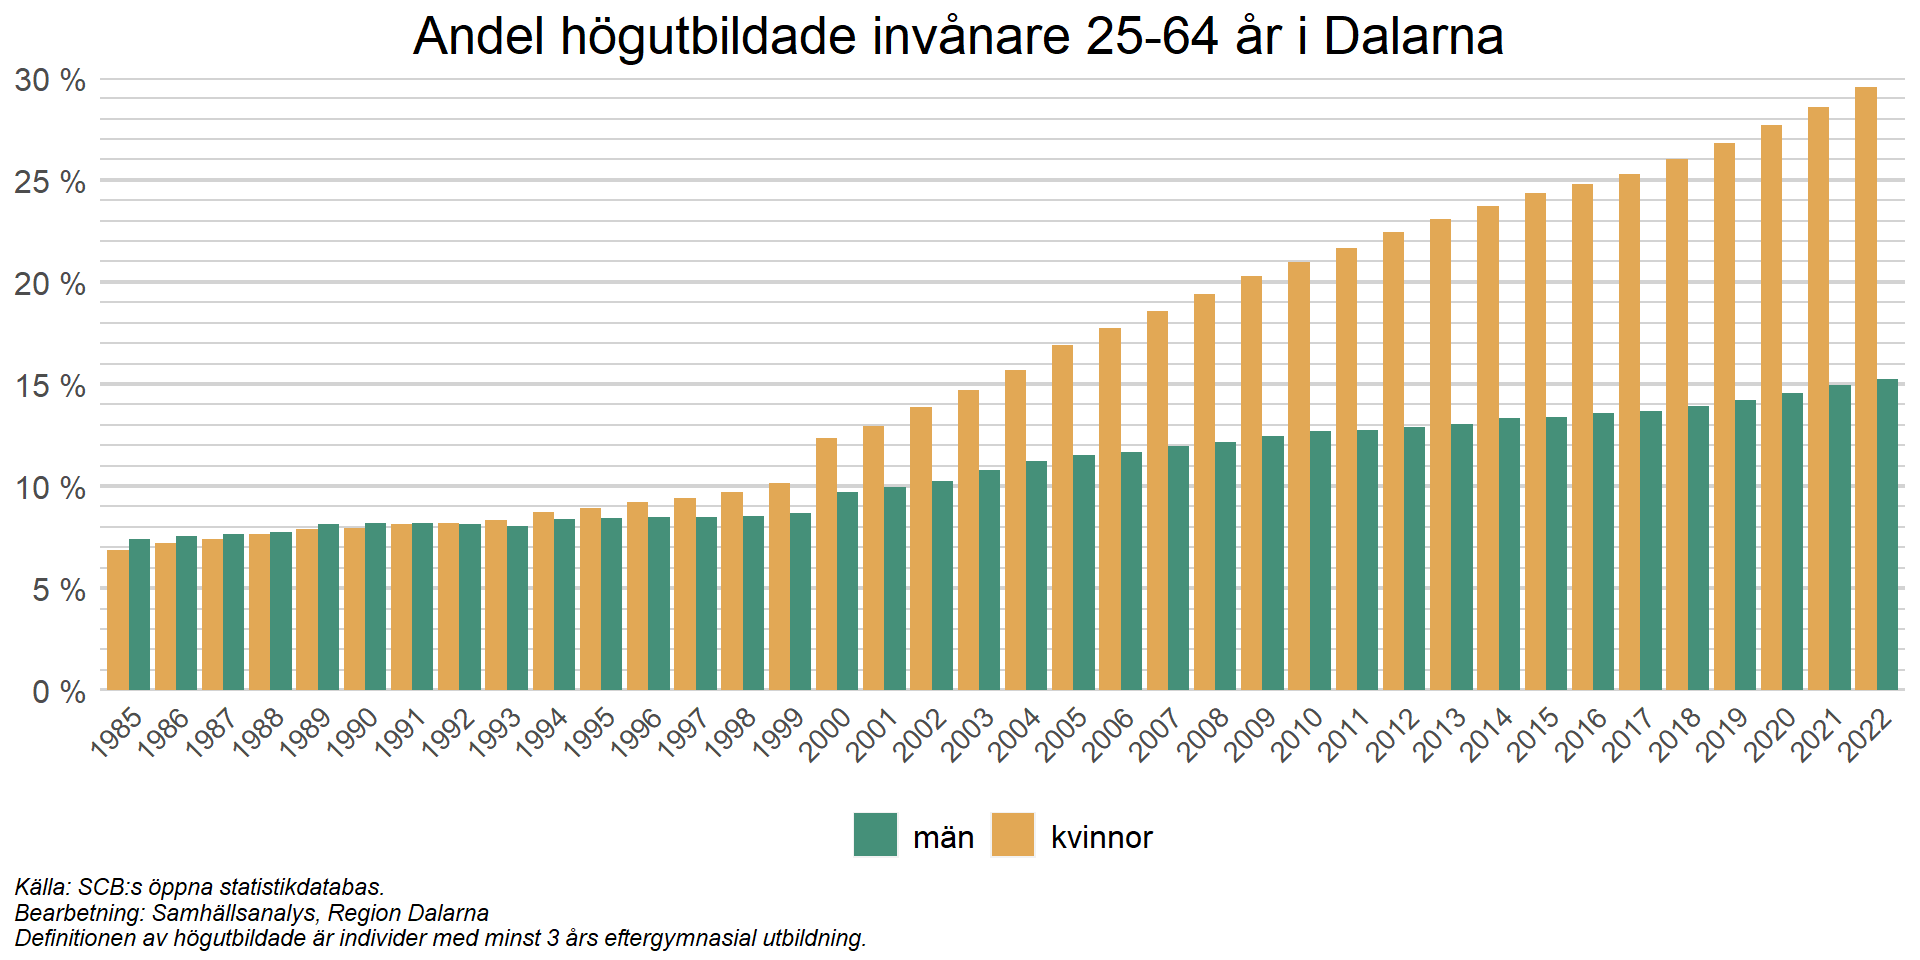 Andel högutbildade invånare 25-64 år i Dalarna
30 %
25 %
20 %
15 %
10 %
5 %
0 %
1985 1986 1987 1988 1989 1990 1991 1992 1993 1994 1995 1996 1997 1998 1999 2000 2001 2002 2003 2004 2005 2006 2007 2008 2009 2010 2011 2012 2013 2014 2015 2016 2017 2018 2019 2020 2021 2022
män kvinnor
Källa: SCB:s öppna statistikdatabas.
Bearbetning: Samhällsanalys, Region Dalarna
Definitionen av högutbildade är individer med minst 3 års eftergymnasial utbildning.